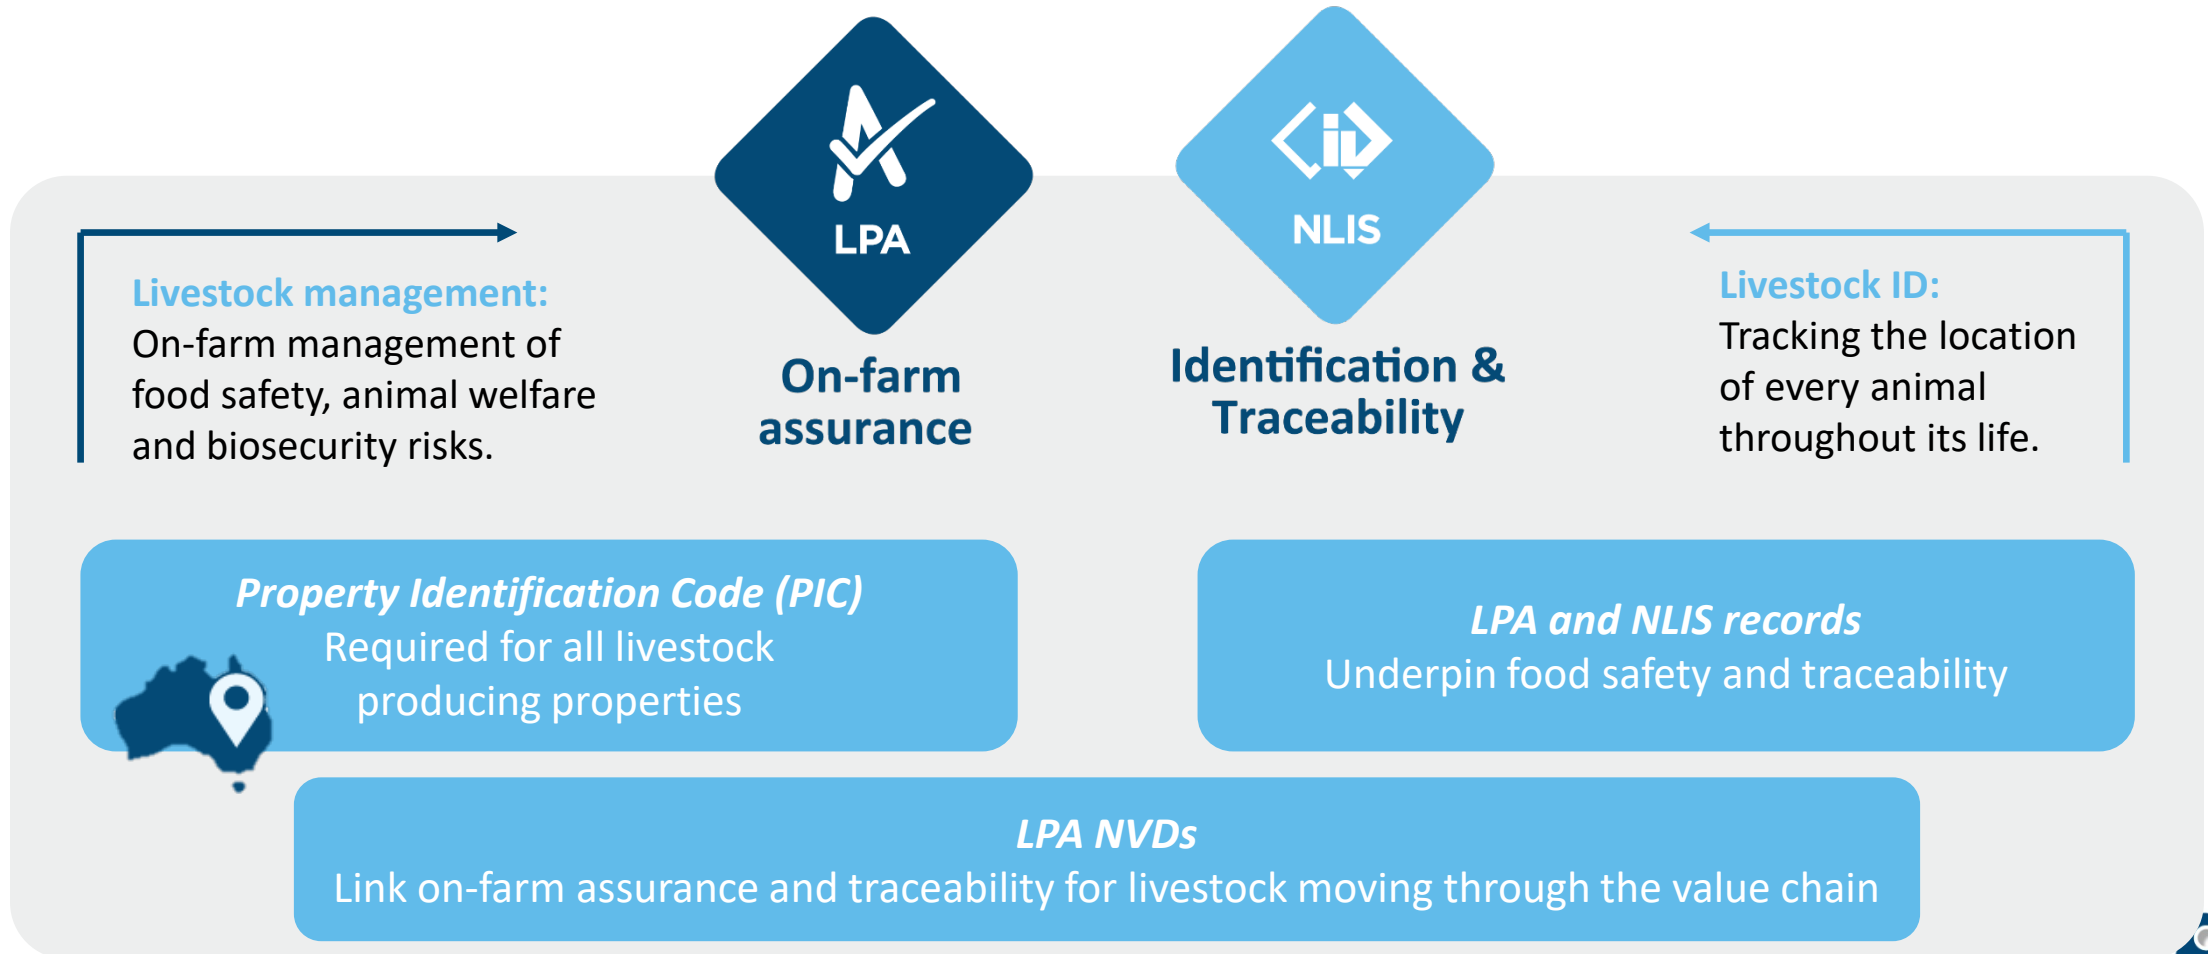 LPA
NLIS
Livestock management:
On-farm management of
food safety, animal welfare
and biosecurity risks.
On-farm
assurance
Identification &
Traceability
Livestock ID:
Tracking the location
of every animal
throughout its life.
Property Identification Code (PIC)
Required for all livestock
producing properties
LPA and NLIS records
Underpin food safety and traceability
LPA NVDs
Link on-farm assurance and traceability for livestock moving through the value chain